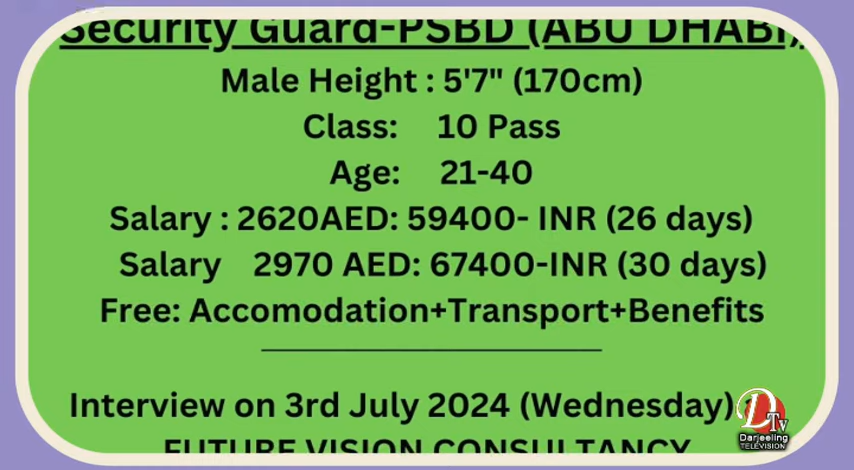 Security Guard-PSBD (ABU DHABI)
Male Height : 5'7" (170cm)
Class: 10 Pass
Age: 21-40
Salary : 2620AED: 59400- INR (26 days)
Salary 2970 AED: 67400-INR (30 days)
Free: Accomodation+Transport+Benefits
Interview on 3rd July 2024 (Wednesday)
FUTURE VISION CONSULTANCY
DTv
Darjeeling
TELEVISION